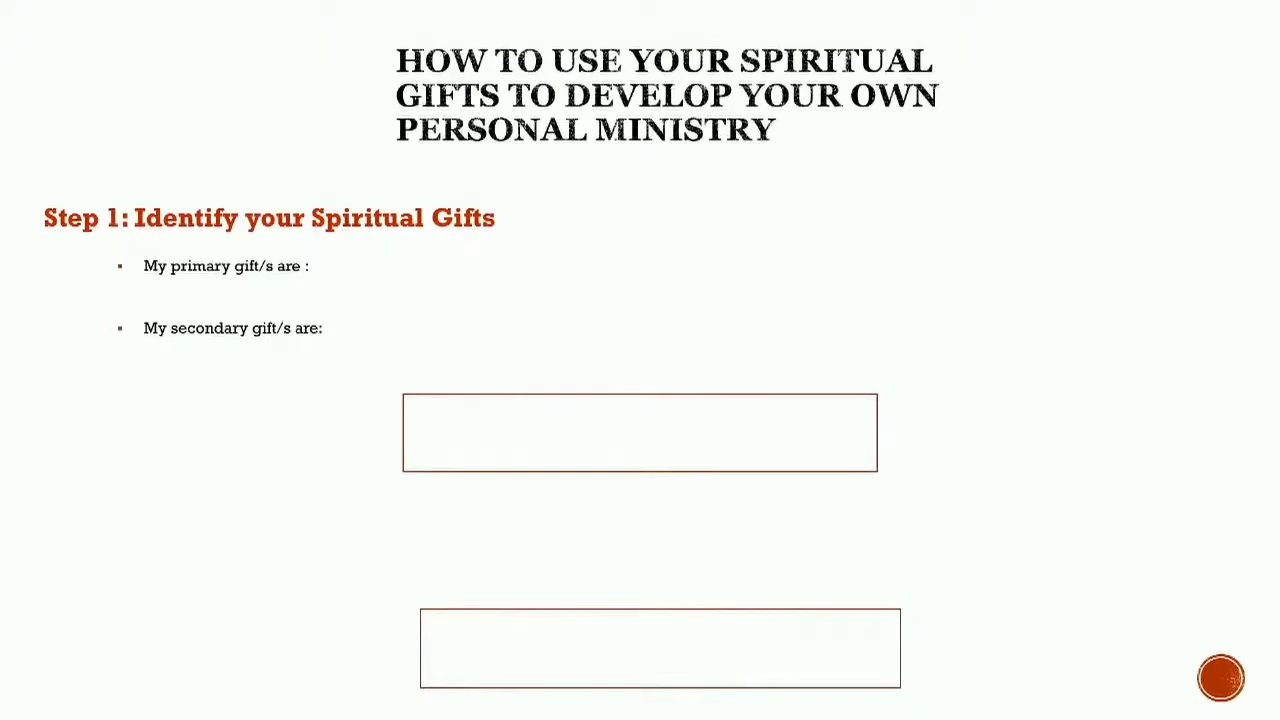 HOW TO USE YOUR SPIRITUAL
GIFTS TO DEVELOP YOUR OWN
PERSONAL MINISTRY
Step 1: Identify your Spiritual Gifts
▪ My primary gift/s are :
▪ My secondary gift/s are: